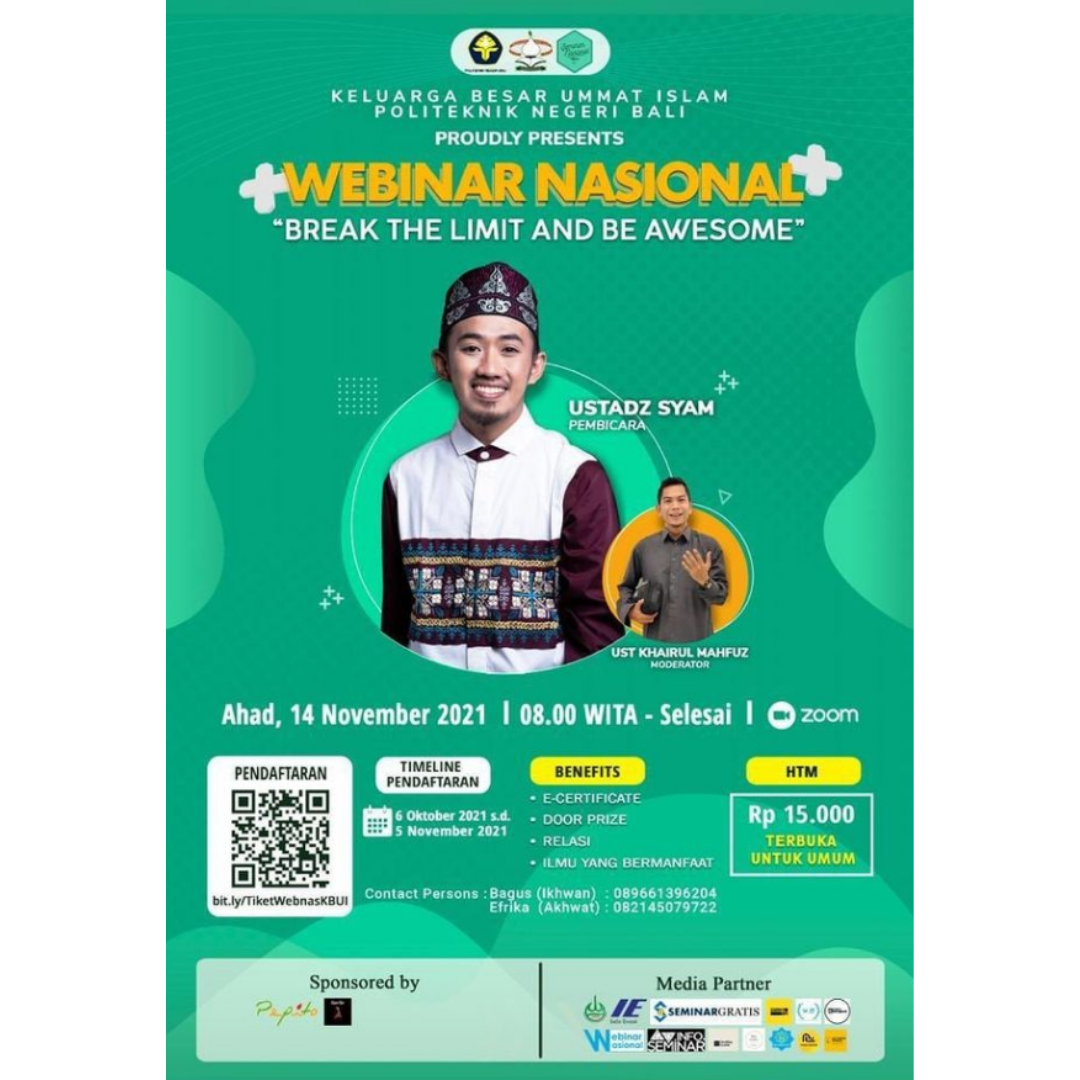 KELUARGA BESAR UMMAT ISLAM
POLITEKNIK NEGERI BALI
PROUDLY PRESENTS
WEBINAR NASIONAL
“BREAK THE LIMIT AND BE AWESOME”
USTADZ SYAM
PEMBICARA
UST KHAIRUL MAHFUZ
MODERATOR
Ahad, 14 November 2021 | 08.00 WITA - Selesai | zoom
PENDAFTARAN
bit.ly/TiketWebnasKBUI
TIMELINE
PENDAFTARAN
6 Oktober 2021 s.d.
5 November 2021
BENEFITS
• E-CERTIFICATE
• DOOR PRIZE
• RELASI
• ILMU YANG BERMANFAAT
HTM
Rp 15.000
TERBUKA
UNTUK UMUM
Contact Persons : Bagus (Ikhwan) : 089661396204
Efrika (Akhwat) : 082145079722
Sponsored by
Pepito
Media Partner
IE
SEMINARGRATIS
Webinar
Nasional
INFO
SEMINAR